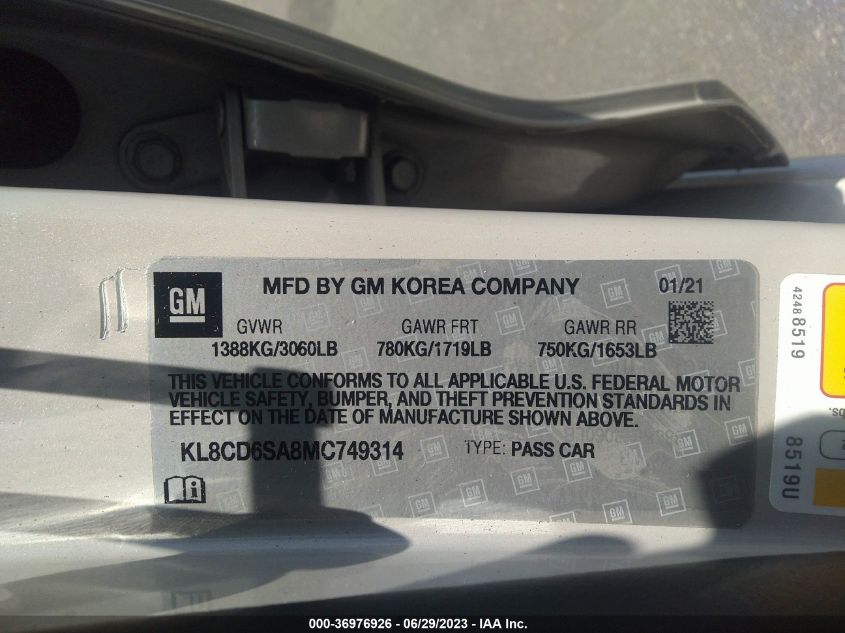 GM
MFD BY GM KOREA COMPANY
01/21
GVWR GAWR FRT GAWR RR
1388KG/3060LB 780KG/1719LB 750KG/1653LB
THIS VEHICLE CONFORMS TO ALL APPLICABLE U.S. FEDERAL MOTOR
VEHICLE SAFETY, BUMPER, AND THEFT PREVENTION STANDARDS IN
EFFECT ON THE DATE OF MANUFACTURE SHOWN ABOVE.
KL8CD6SA8MC749314 TYPE: PASS CAR
4248 8519
8519U
000-36976926 / 06/29/2023 - IAA Inc.